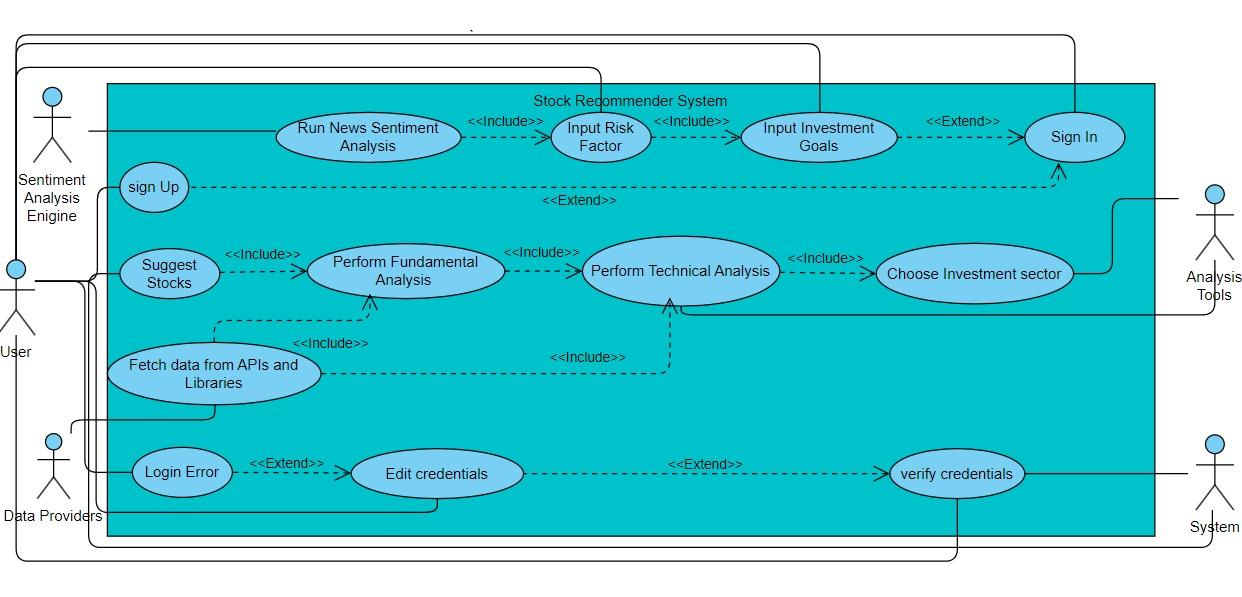 Stock Recommender System
Run News Sentiment
Analysis
<<Include>>
Input Risk
Factor
<<Include>>
Input Investment
Goals
<<Extend>>
Sign In
Sentiment
Analysis
Enigine
sign Up
<<Extend>>
Suggest
Stocks
<<Include>>
Perform Fundamental
Analysis
<<Include>>
Perform Technical Analysis
<<Include>>
Choose Investment sector
Analysis
Tools
User
<<Include>>
Fetch data from APIs and
Libraries
<<Include>>
Data Providers
Login Error
<<Extend>>
Edit credentials
<<Extend>>
verify credentials
System